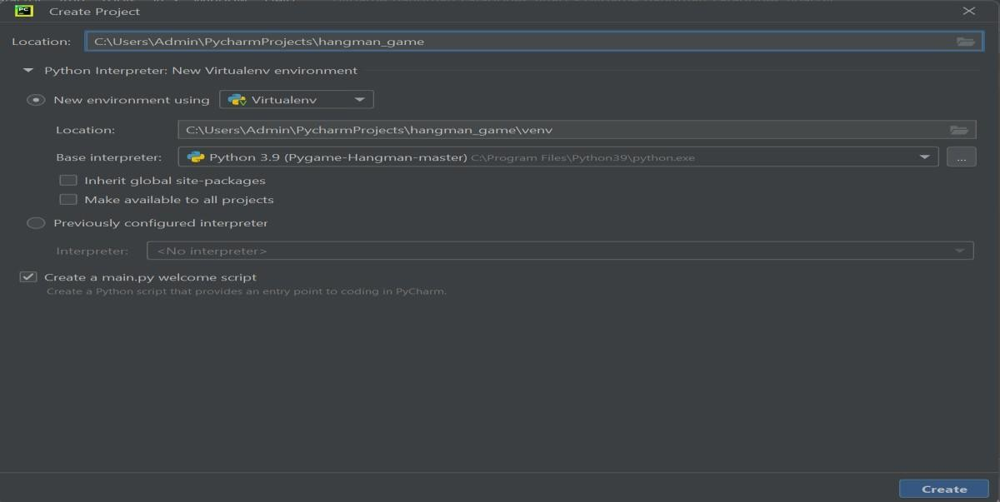 PC Create Project
Location: C:\Users\Admin\PycharmProjects\hangman_game
Python Interpreter: New Virtualenv environment
New environment using Virtualenv
Location: C:\Users\Admin\PycharmProjects\hangman_game\venv
Base interpreter: Python 3.9 (Pygame-Hangman-master) C:\Program Files\Python39\python.exe ...
Inherit global site-packages
Make available to all projects
Previously configured interpreter
Interpreter: <No interpreter>
Create a main.py welcome script
Create a Python script that provides an entry point to coding in PyCharm.
Create